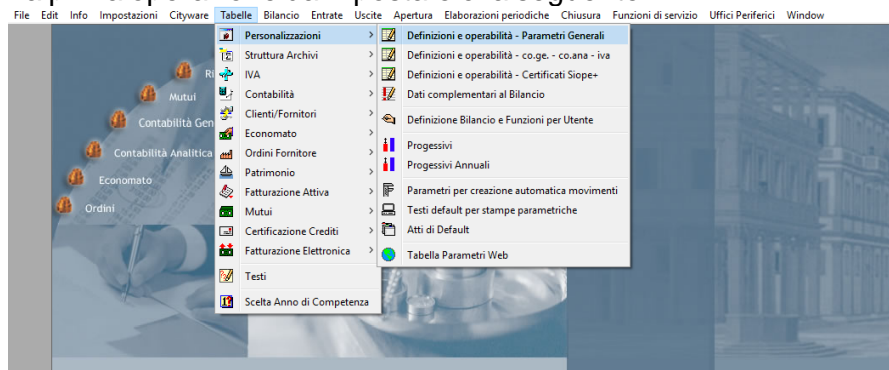 File Edit Info Impostazioni Cityware Tabelle Bilancio Entrate Uscite Apertura Elaborazioni periodiche Chiusura Funzioni di servizio Uffici Periferici Window
Personalizzazioni
Struttura Archivi
IVA
Contabilità
Clienti/Fornitori
Economato
Ordini Fornitore
Patrimonio
Fatturazione Attiva
Mutui
Certificazione Crediti
Fatturazione Elettronica
Testi
Scelta Anno di Competenza
Definizioni e operabilità - Parametri Generali
Definizioni e operabilità - co.ge. - co.ana - iva
Definizioni e operabilità - Certificati Siope+
Dati complementari al Bilancio
Definizione Bilancio e Funzioni per Utente
Progessivi
Progessivi Annuali
Parametri per creazione automatica movimenti
Testi default per stampe parametriche
Atti di Default
Tabella Parametri Web
Ri
Mutui
Contabilità Gen
Contabilità Analitica
Economato
Ordini